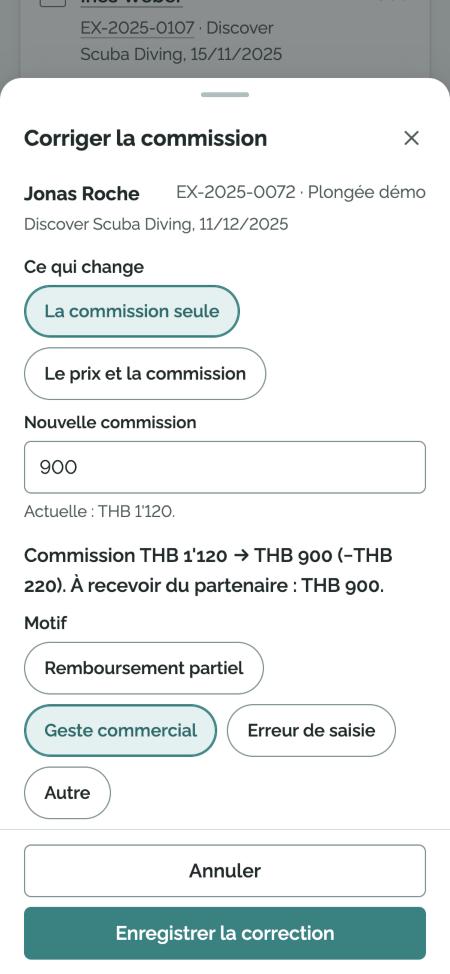 EX-2025-0107 · Discover
Scuba Diving, 15/11/2025
Corriger la commission
Jonas Roche EX-2025-0072 · Plongée démo
Discover Scuba Diving, 11/12/2025
Ce qui change
La commission seule
Le prix et la commission
Nouvelle commission
900
Actuelle : THB 1'120.
Commission THB 1'120 → THB 900 (−THB
220). À recevoir du partenaire : THB 900.
Motif
Remboursement partiel
Geste commercial Erreur de saisie
Autre
Annuler
Enregistrer la correction